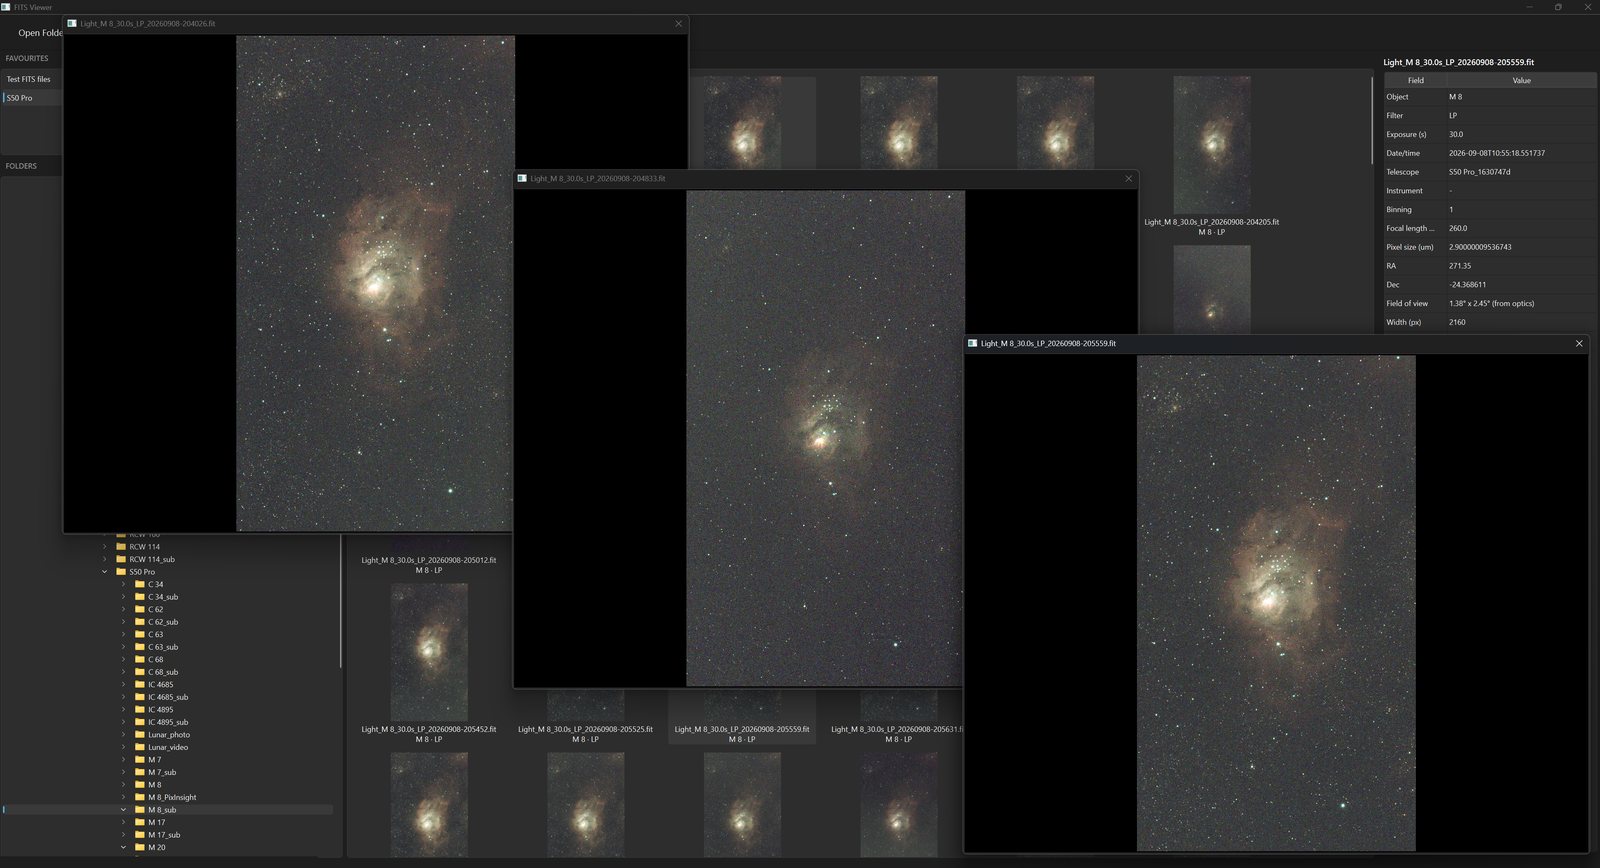 FITS Viewer
Light_M 8_30.0s_LP_20260908-204026.fit
Open Folde
FAVOURITES
Test FITS files
S50 Pro
FOLDERS
Light_M 8_30.0s_LP_20260908-204205.fit
M 8 - LP
Light_M 8_30.0s_LP_20260908-204833.fit
Light_M 8_30.0s_LP_20260908-205559.fit
Field Value
Object M 8
Filter LP
Exposure (s) 30.0
Date/time 2026-09-08T10:55:18.551737
Telescope S50 Pro_1630747d
Instrument -
Binning 1
Focal length ... 260.0
Pixel size (um) 2.90000009536743
RA 271.35
Dec -24.368611
Field of view 1.38° x 2.45° (from optics)
Width (px) 2160
Light_M 8_30.0s_LP_20260908-205559.fit
RCW 114
RCW 114_sub
S50 Pro
C 34
C 34_sub
C 62
C 62_sub
C 63
C 63_sub
C 68
C 68_sub
IC 4685
IC 4685_sub
IC 4895
IC 4895_sub
Lunar_photo
Lunar_video
M 7
M 7_sub
M 8
M 8_PixInsight
M 8_sub
M 17
M 17_sub
M 20
Light_M 8_30.0s_LP_20260908-205012.fit
M 8 - LP
Light_M 8_30.0s_LP_20260908-205452.fit
M 8 - LP
Light_M 8_30.0s_LP_20260908-205525.fit
M 8 - LP
Light_M 8_30.0s_LP_20260908-205559.fit
M 8 - LP
Light_M 8_30.0s_LP_20260908-205631.fi
M 8 - LP